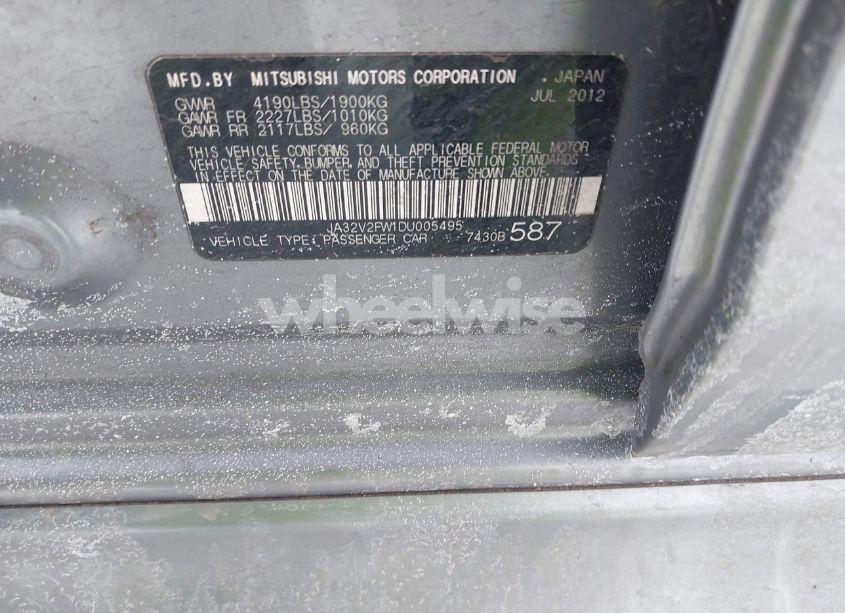 MFD.BY MITSUBISHI MOTORS CORPORATION . JAPAN
GVWR 4190LBS/1900KG JUL 2012
GAWR FR 2227LBS/1010KG
GAWR RR 2117LBS/ 960KG
THIS VEHICLE CONFORMS TO ALL APPLICABLE FEDERAL MOTOR
VEHICLE SAFETY, BUMPER, AND THEFT PREVENTION STANDARDS
IN EFFECT ON THE DATE OF MANUFACTURE SHOWN ABOVE.
JA32V2FW1DU005495
VEHICLE TYPE: PASSENGER CAR 7430B 587
wheelwise